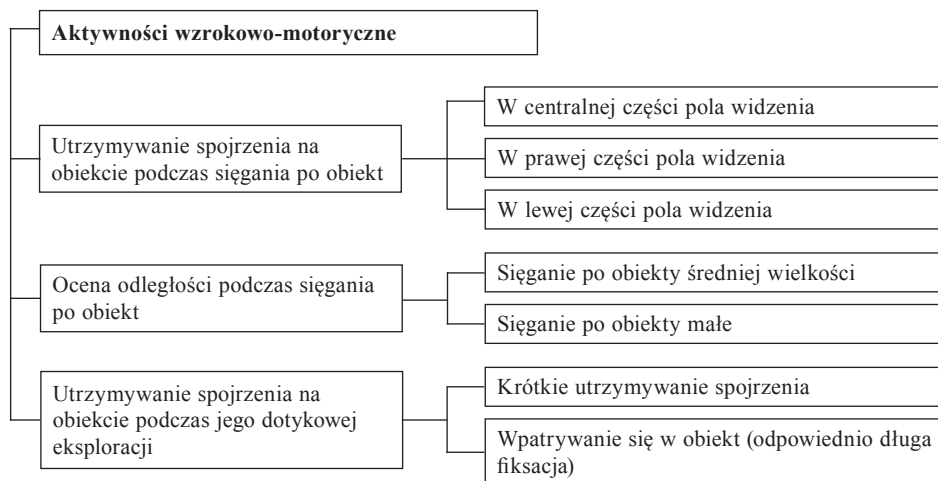 Aktywności wzrokowo-motoryczne
Utrzymywanie spojrzenia na
obiekcie podczas sięgania po obiekt
W centralnej części pola widzenia
W prawej części pola widzenia
W lewej części pola widzenia
Ocena odległości podczas sięgania
po obiekt
Sięganie po obiekty średniej wielkości
Sięganie po obiekty małe
Utrzymywanie spojrzenia na
obiekcie podczas jego dotykowej
eksploracji
Krótkie utrzymywanie spojrzenia
Wpatrywanie się w obiekt (odpowiednio długa
fiksacja)